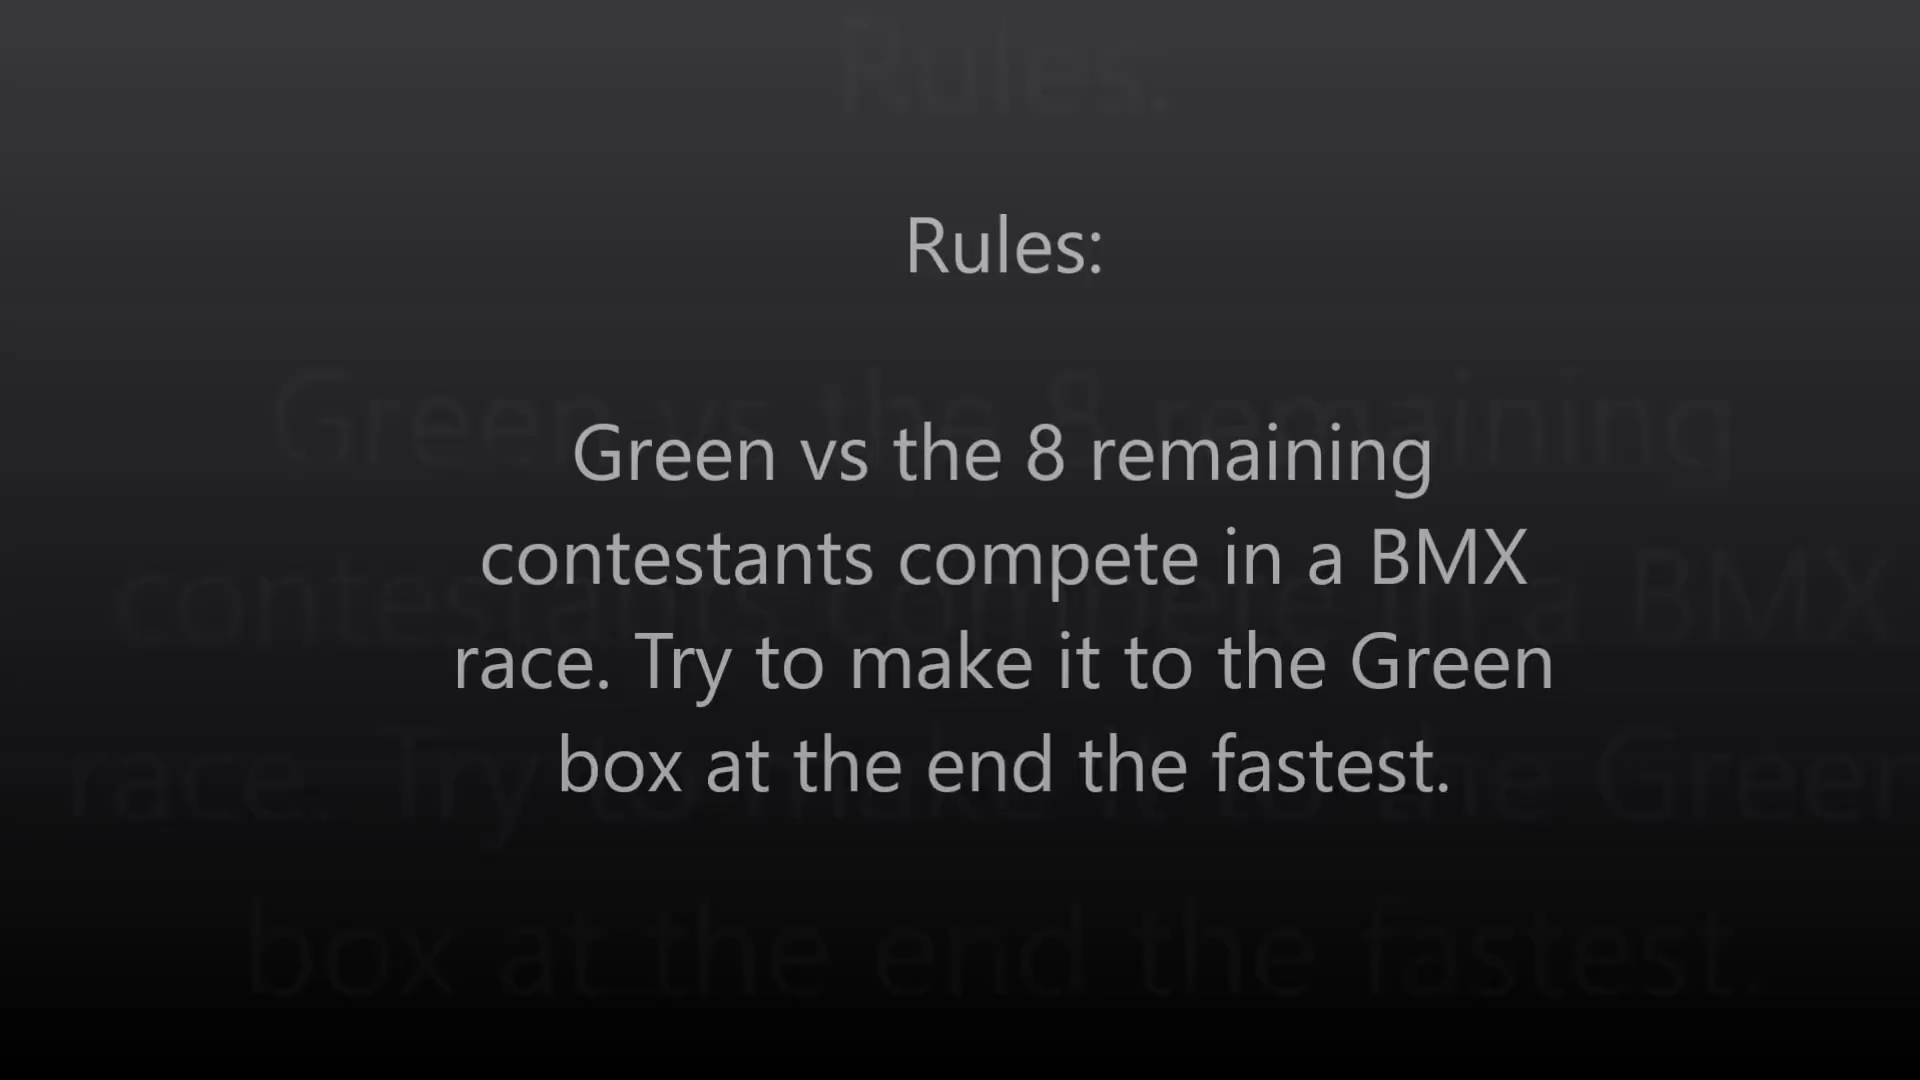 Rules:
Green vs the 8 remaining
contestants compete in a BMX
race. Try to make it to the Green
box at the end the fastest.